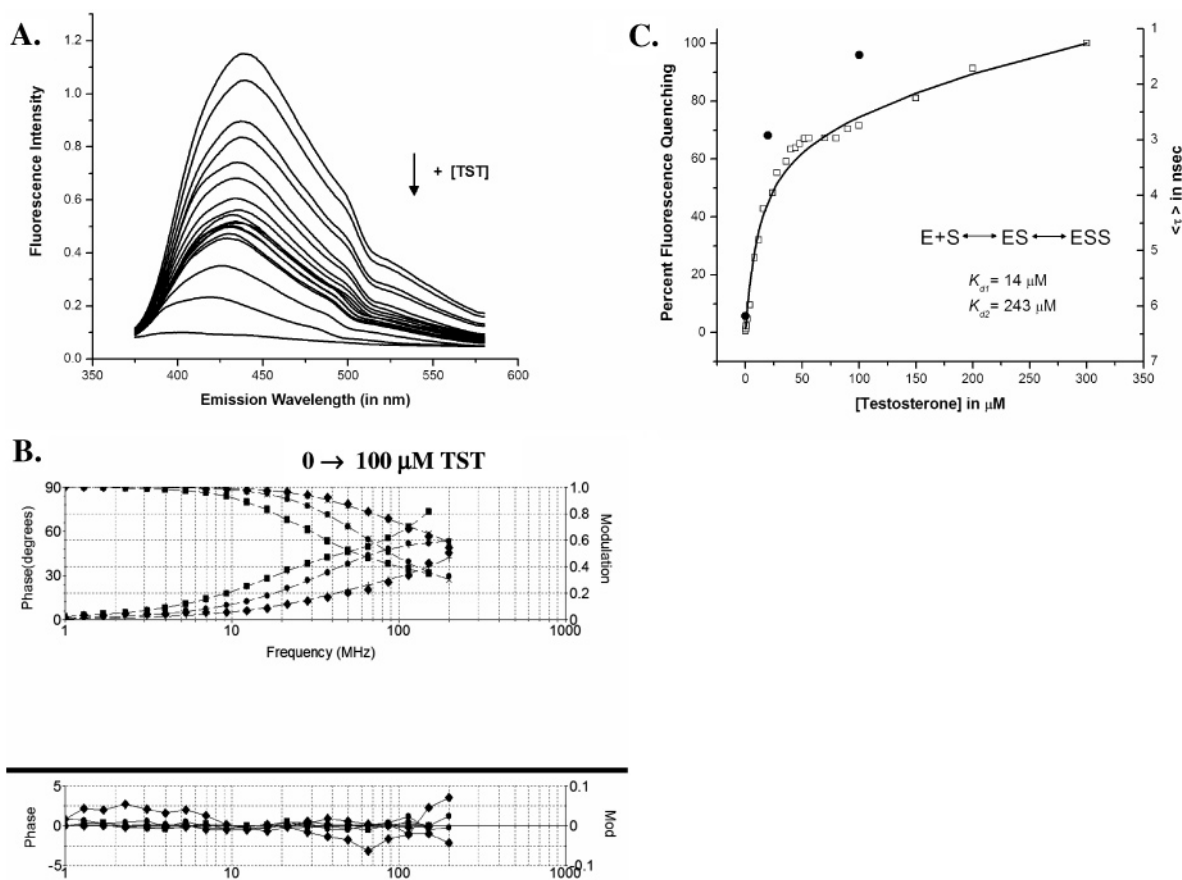 A.
Fluorescence Intensity
1.2
1.0
0.8
0.6
0.4
0.2
0.0
+ [TST]
350 400 450 500 550 600
Emission Wavelength (in nm)
C.
Percent Fluorescence Quenching
100
80
60
40
20
0
1
2
3
4
5
6
7
<τ> in nsec
E+S ⟷ ES ⟷ ESS
K_d1 = 14 μM
K_d2 = 243 μM
0 50 100 150 200 250 300 350
[Testosterone] in μM
B.
0 → 100 μM TST
Phase(degrees)
90
60
30
0
1.0
0.8
0.6
0.4
0.2
0
Modulation
1 10 100 1000
Frequency (MHz)
Phase
5
0
-5
0.1
0
-0.1
Mod
1 10 100 1000